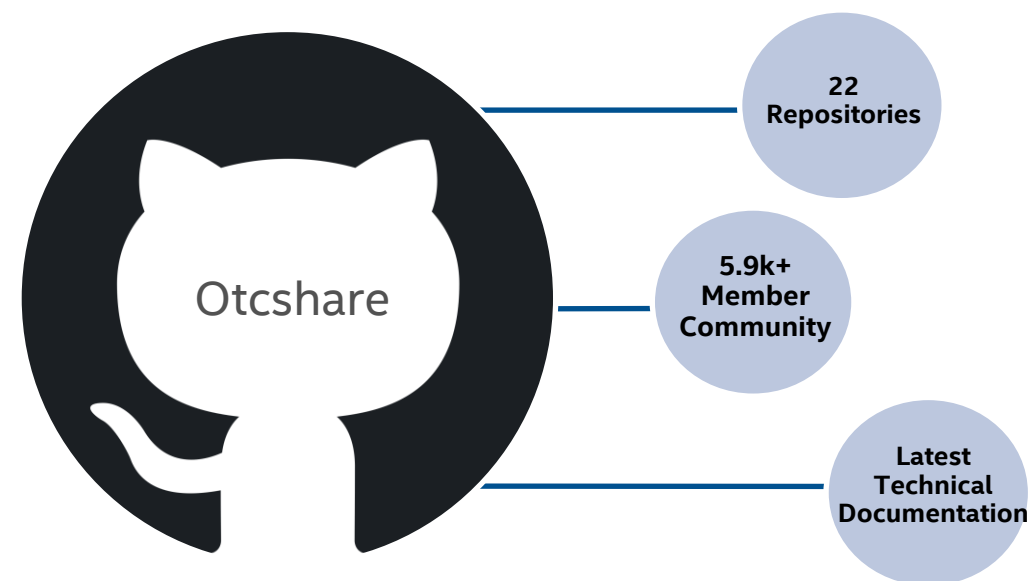 22
Repositories
Otcshare
5.9k+
Member
Community
Latest
Technical
Documentation